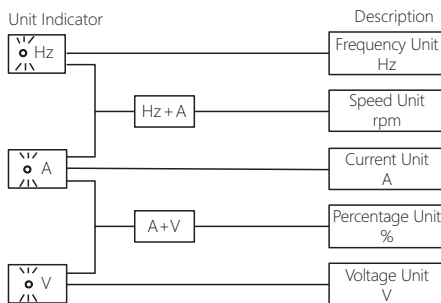 Unit Indicator
Description
Hz
Frequency Unit
Hz
Hz + A
Speed Unit
rpm
A
Current Unit
A
A+V
Percentage Unit
%
V
Voltage Unit
V